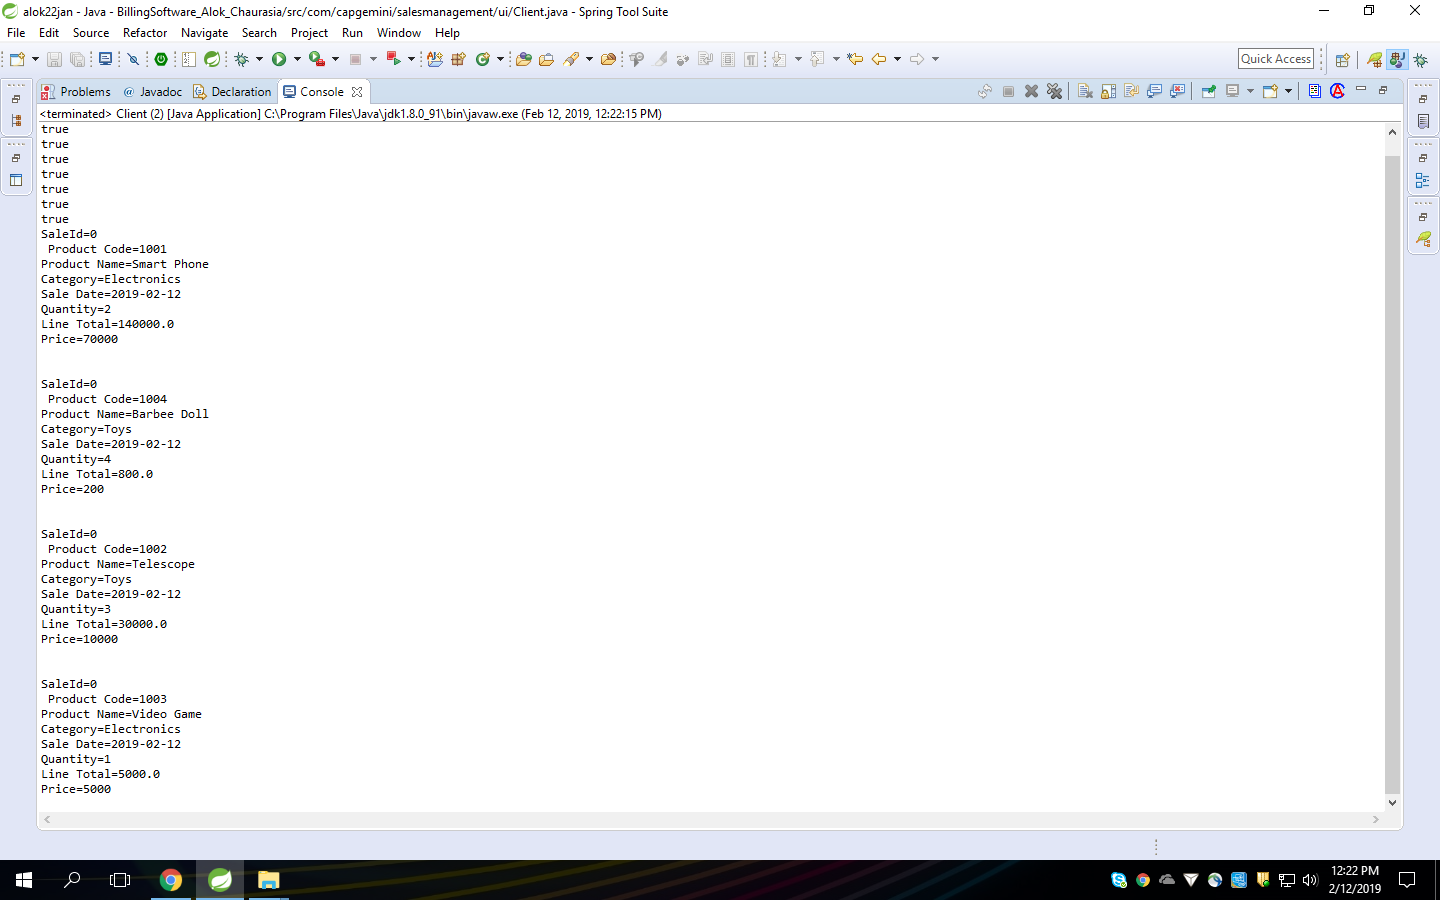 alok22jan - Java - BillingSoftware_Alok_Chaurasia/src/com/capgemini/salesmanagement/ui/Client.java - Spring Tool Suite
File Edit Source Refactor Navigate Search Project Run Window Help
Quick Access
Problems @ Javadoc Declaration Console
<terminated> Client (2) [Java Application] C:\Program Files\Java\jdk1.8.0_91\bin\javaw.exe (Feb 12, 2019, 12:22:15 PM)
true
true
true
true
true
true
true
SaleId=0
Product Code=1001
Product Name=Smart Phone
Category=Electronics
Sale Date=2019-02-12
Quantity=2
Line Total=140000.0
Price=70000
SaleId=0
Product Code=1004
Product Name=Barbee Doll
Category=Toys
Sale Date=2019-02-12
Quantity=4
Line Total=800.0
Price=200
SaleId=0
Product Code=1002
Product Name=Telescope
Category=Toys
Sale Date=2019-02-12
Quantity=3
Line Total=30000.0
Price=10000
SaleId=0
Product Code=1003
Product Name=Video Game
Category=Electronics
Sale Date=2019-02-12
Quantity=1
Line Total=5000.0
Price=5000
12:22 PM
2/12/2019